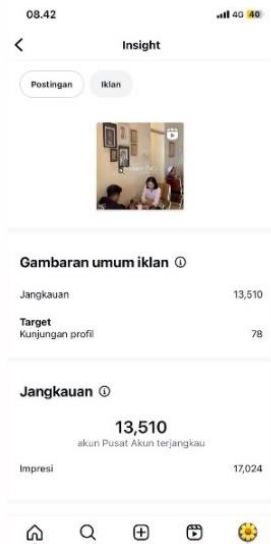 08.42
4G 40
Insight
Postingan
Iklan
Gambaran umum iklan
Jangkauan 13,510
Target
Kunjungan profil 78
Jangkauan
13,510
akun Pusat Akun terjangkau
Impresi 17,024